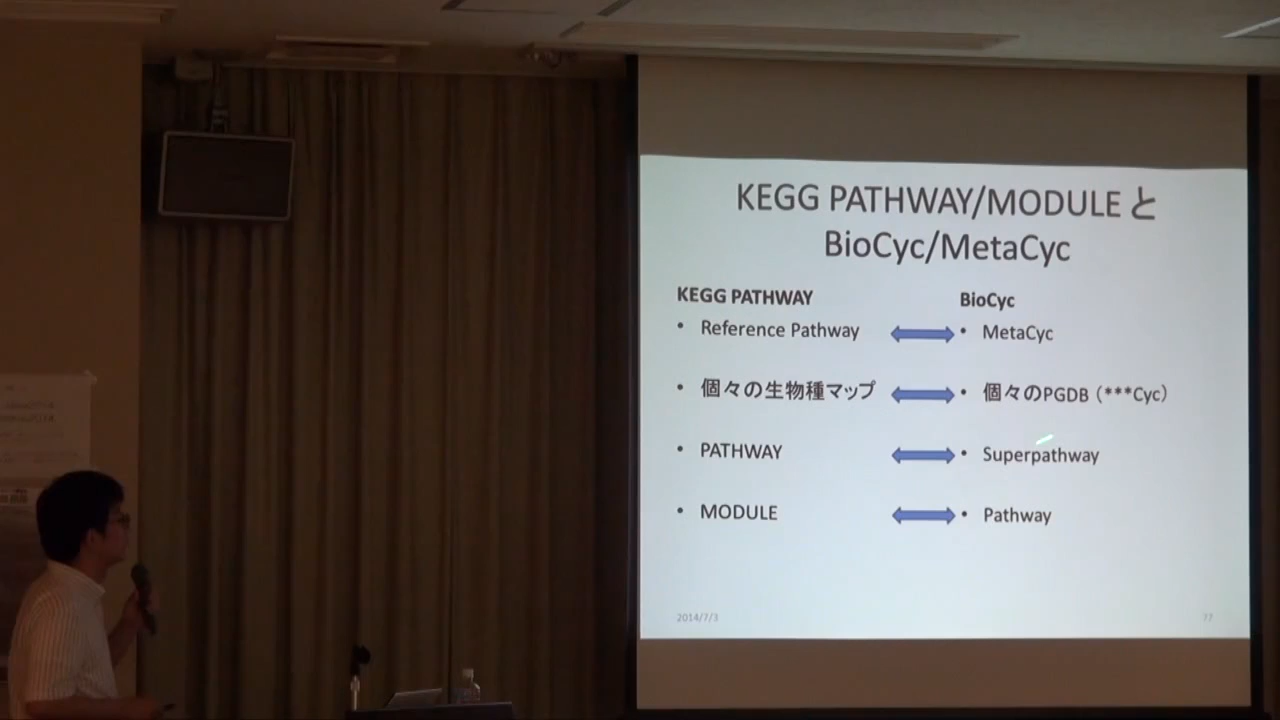 KEGG PATHWAY/MODULE と
BioCyc/MetaCyc
KEGG PATHWAY
BioCyc
• Reference Pathway
• MetaCyc
• 個々の生物種マップ
• 個々のPGDB（***Cyc）
• PATHWAY
• Superpathway
• MODULE
• Pathway
2014/7/3
77